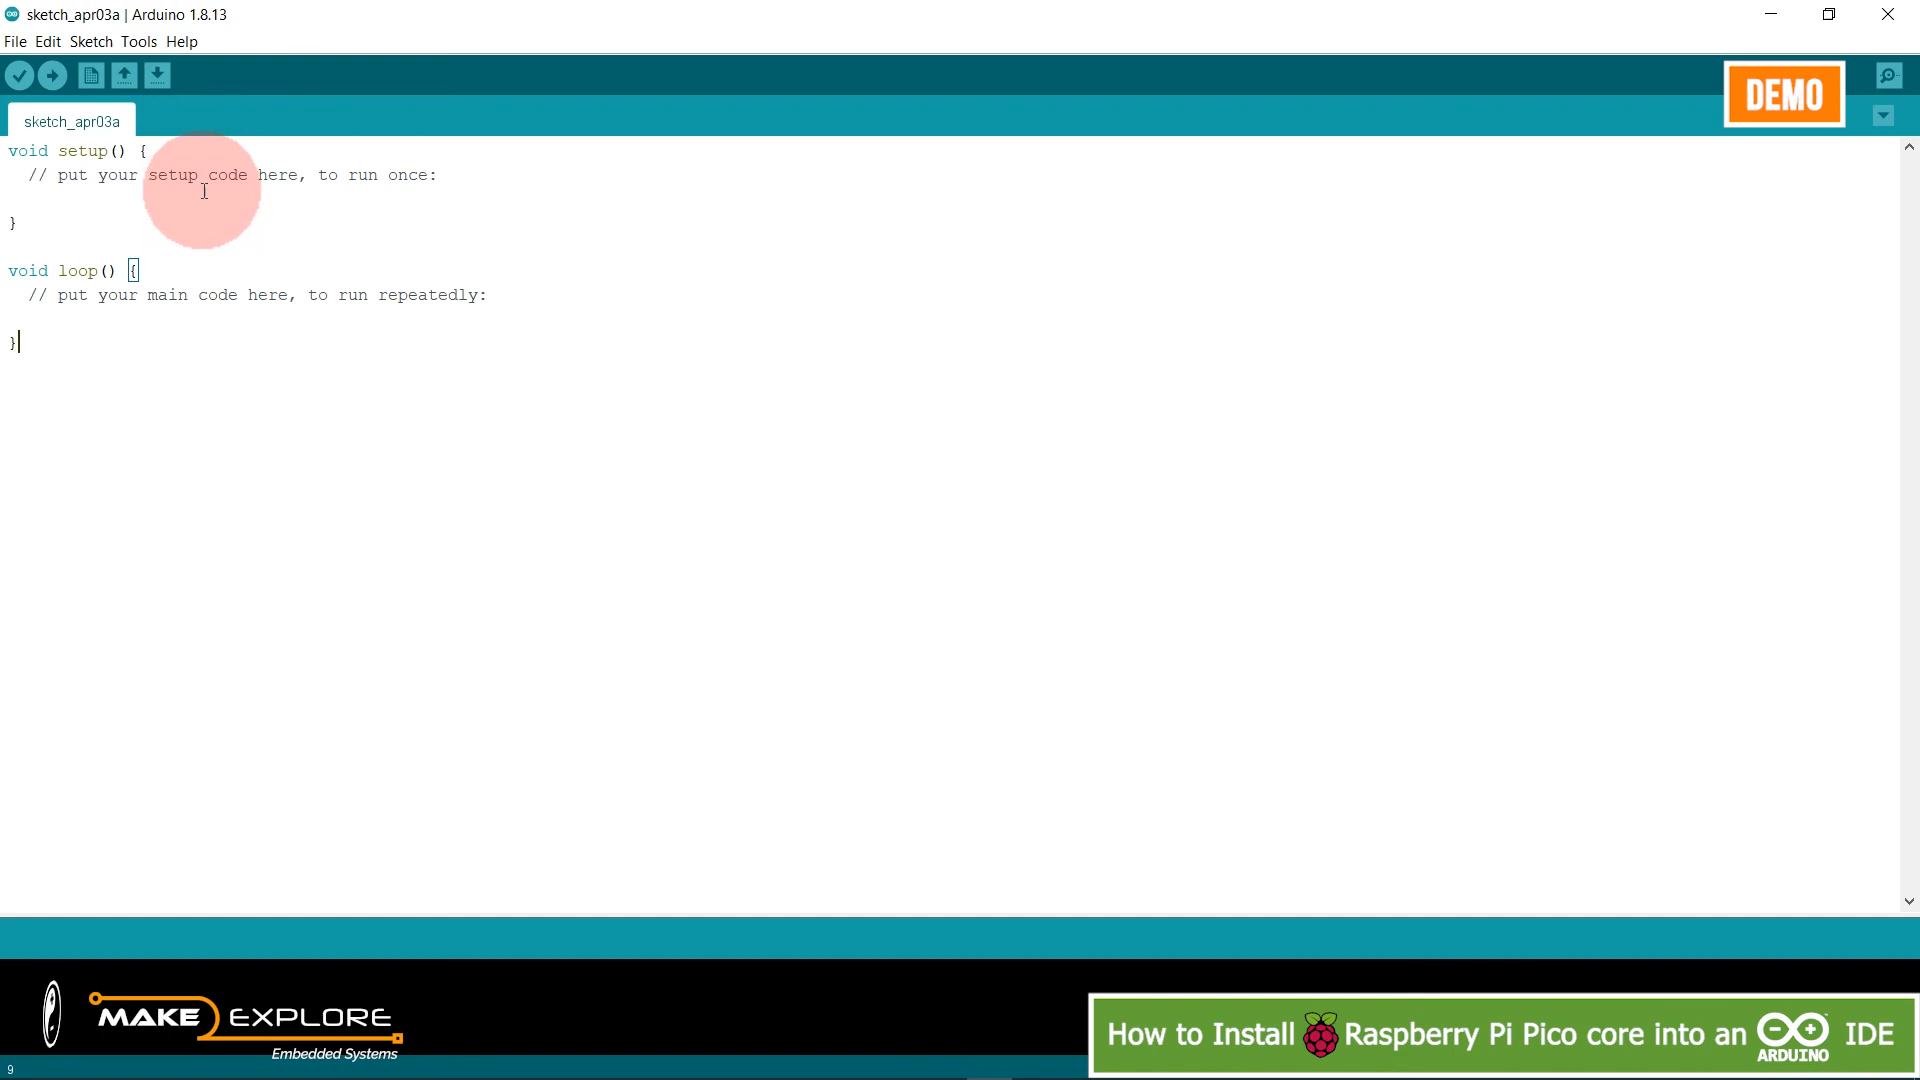 sketch_apr03a | Arduino 1.8.13
File Edit Sketch Tools Help
DEMO
sketch_apr03a
void setup() {
// put your setup code here, to run once:
}
void loop() {
// put your main code here, to run repeatedly:
}
MAKE EXPLORE
Embedded Systems
How to Install Raspberry Pi Pico core into an ARDUINO IDE
9